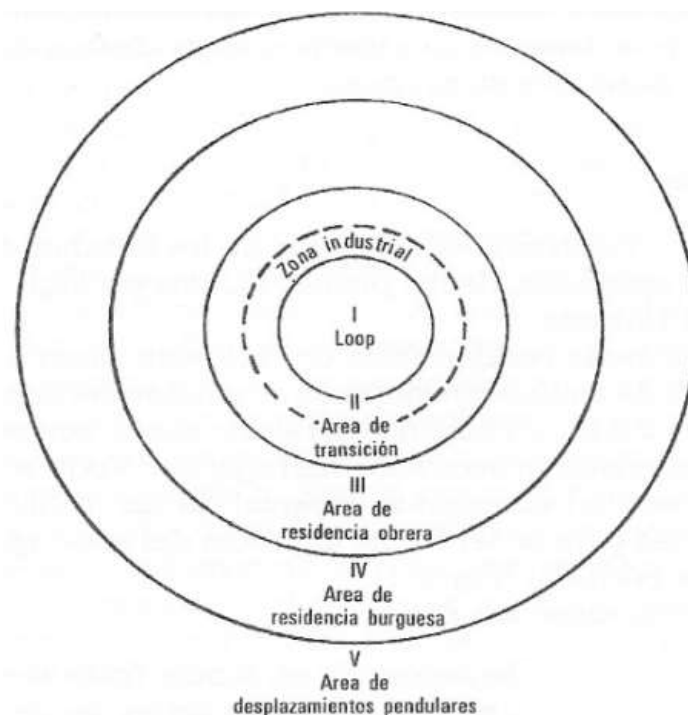 Zona industrial
I
Loop
II
Area de
transición
III
Area de
residencia obrera
IV
Area de
residencia burguesa
V
Area de
desplazamientos pendulares